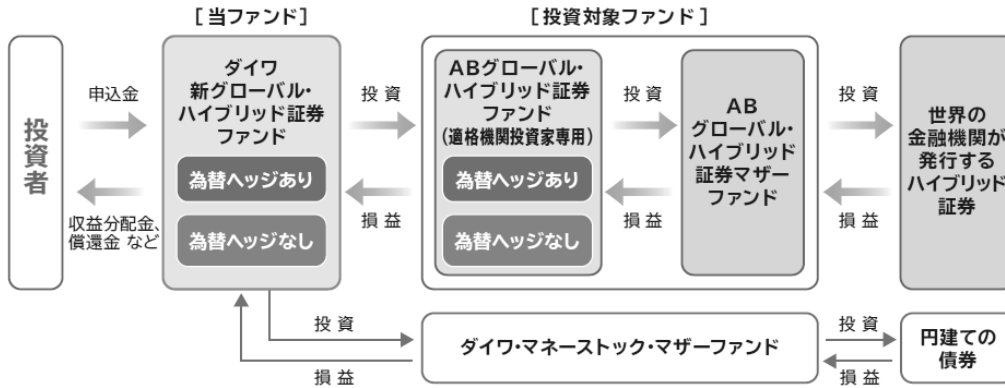 [当ファンド]
[投資対象ファンド]
投資者
申込金
収益分配金、
償還金 など
ダイワ
新グローバル・
ハイブリッド証券
ファンド
為替ヘッジあり
為替ヘッジなし
投資
損益
ABグローバル・
ハイブリッド証券
ファンド
(適格機関投資家専用)
為替ヘッジあり
為替ヘッジなし
投資
損益
AB
グローバル・
ハイブリッド
証券マザー
ファンド
投資
損益
世界の
金融機関が
発行する
ハイブリッド
証券
投資
損益
ダイワ・マネーストック・マザーファンド
投資
損益
円建ての
債券